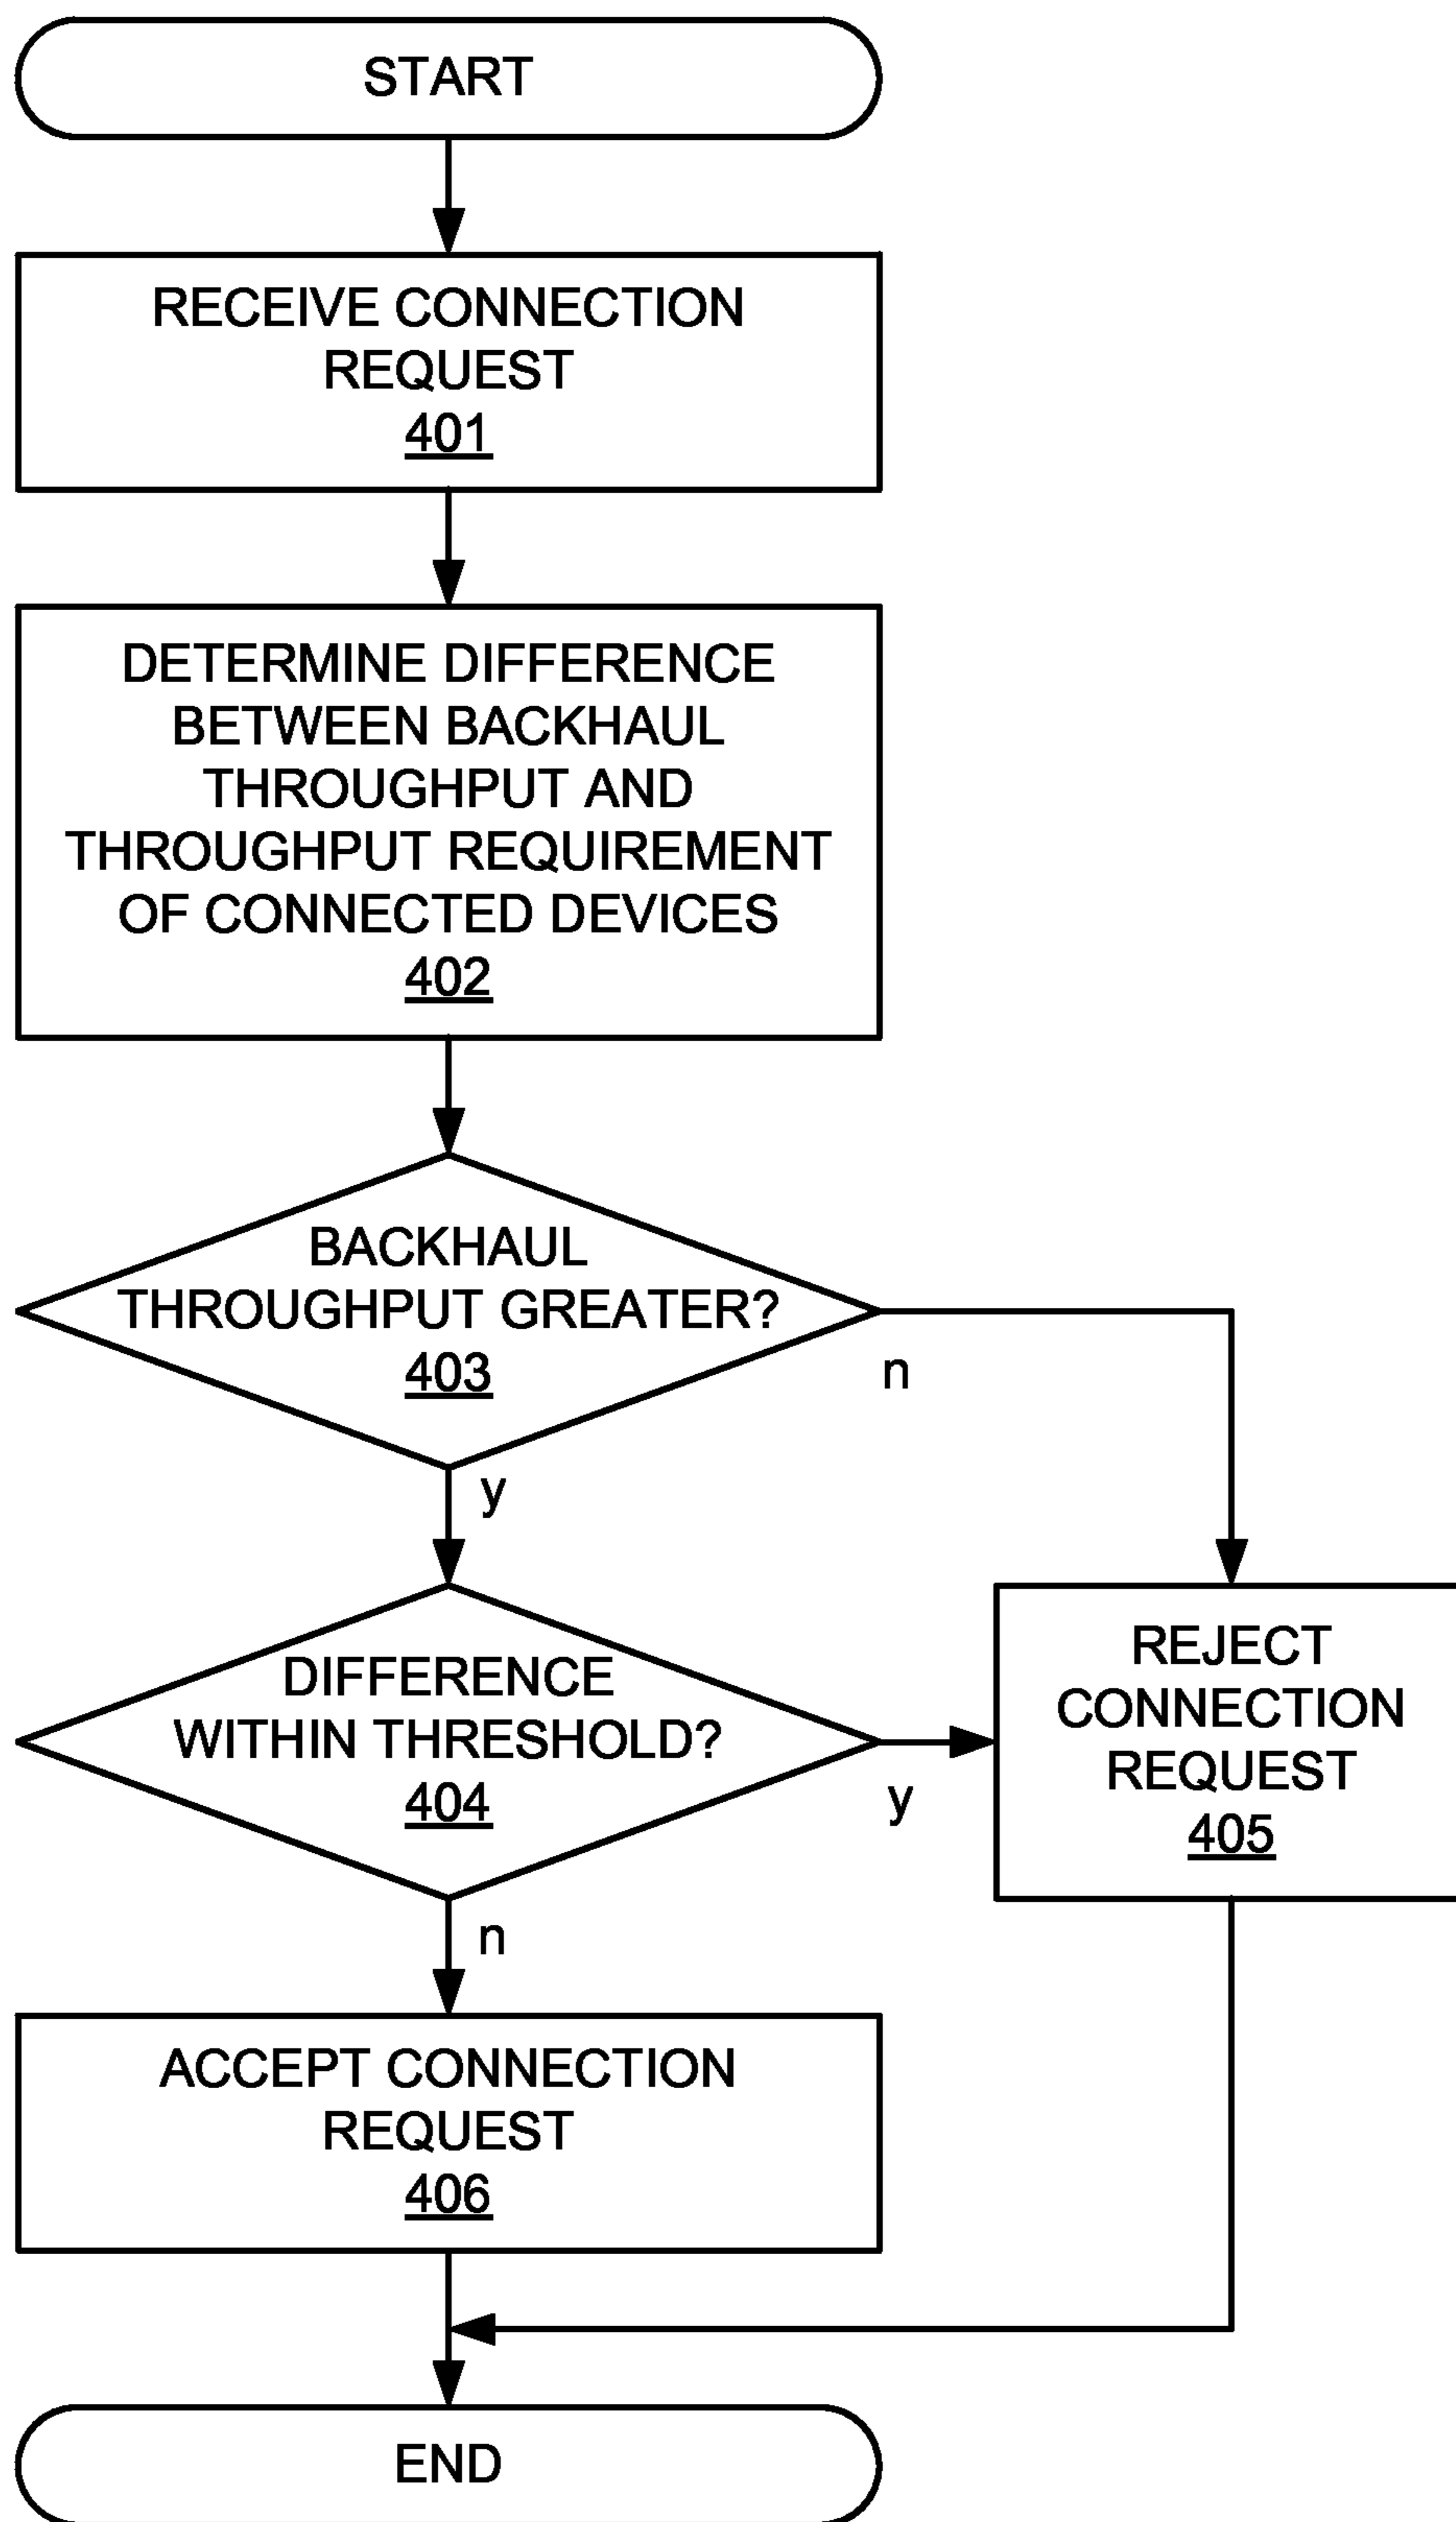 START
RECEIVE CONNECTION
REQUEST
401
DETERMINE DIFFERENCE
BETWEEN BACKHAUL
THROUGHPUT AND
THROUGHPUT REQUIREMENT
OF CONNECTED DEVICES
402
BACKHAUL
THROUGHPUT GREATER?
403
n
y
DIFFERENCE
WITHIN THRESHOLD?
404
y
n
REJECT
CONNECTION
REQUEST
405
ACCEPT CONNECTION
REQUEST
406
END